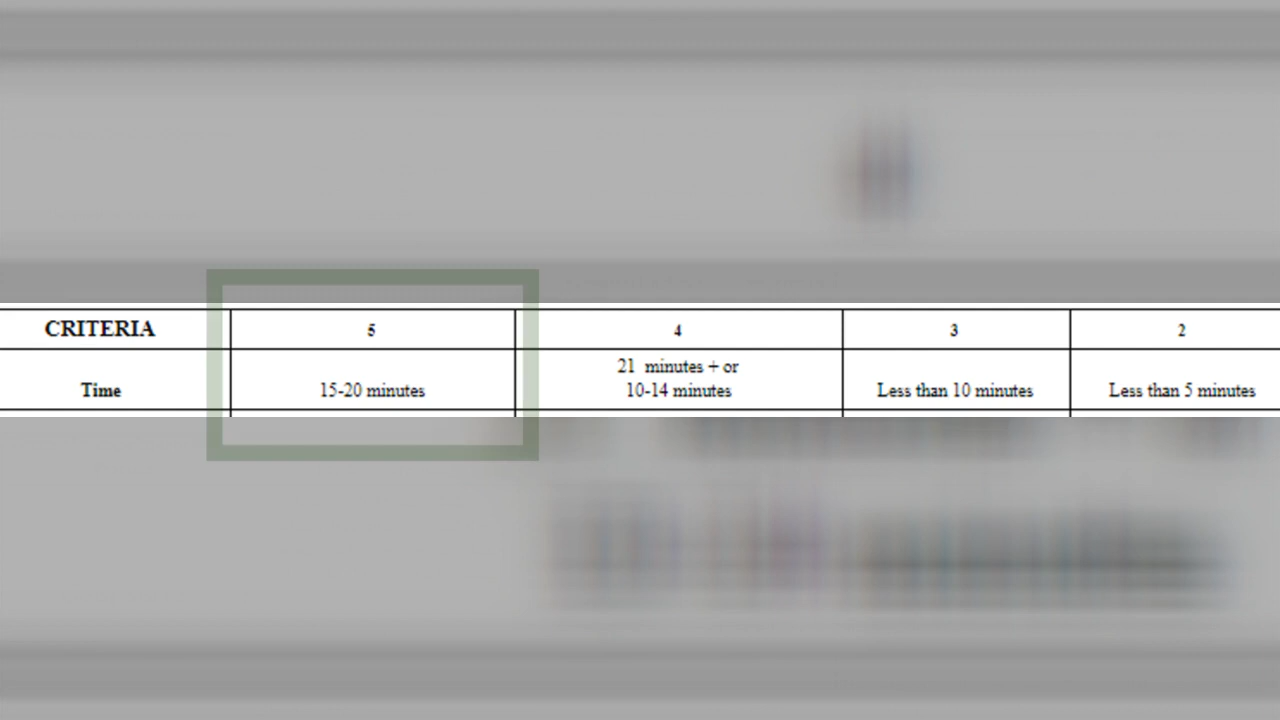 CRITERIA 5 4 3 2
21 minutes + or
Time 15-20 minutes 10-14 minutes Less than 10 minutes Less than 5 minutes